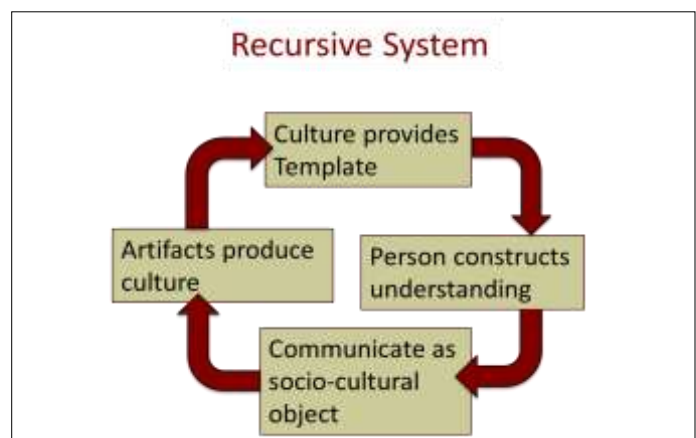 Recursive System
Culture provides
Template
Person constructs
understanding
Communicate as
socio-cultural
object
Artifacts produce
culture